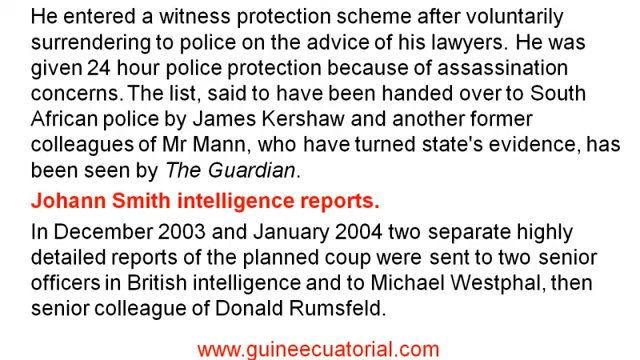 He entered a witness protection scheme after voluntarily
surrendering to police on the advice of his lawyers. He was
given 24 hour police protection because of assassination
concerns. The list, said to have been handed over to South
African police by James Kershaw and another former
colleagues of Mr Mann, who have turned state's evidence, has
been seen by The Guardian.
Johann Smith intelligence reports.
In December 2003 and January 2004 two separate highly
detailed reports of the planned coup were sent to two senior
officers in British intelligence and to Michael Westphal, then
senior colleague of Donald Rumsfeld.
www.guineecuatorial.com